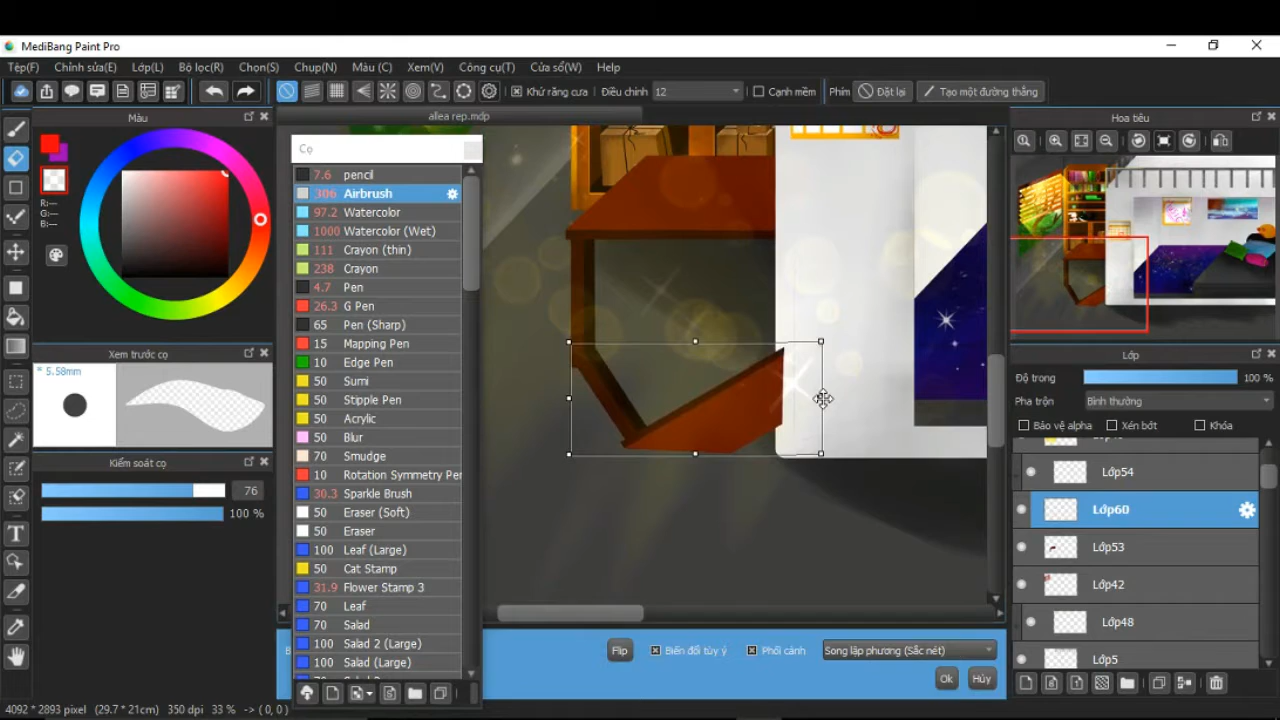 MediBang Paint Pro
Tệp(F) Chỉnh sửa(E) Lớp(L) Bộ lọc(R) Chọn(S) Chụp(N) Màu (C) Xem(V) Công cụ(T) Cửa sổ(W) Help
Khử răng cưa Điều chỉnh 12 Cạnh mềm Phím Đặt lại Tạo một đường thẳng
Màu
allea rep.mdp
Hoa tiêu
Cọ
7.6 pencil
306 Airbrush
97.2 Watercolor
1000 Watercolor (Wet)
111 Crayon (thin)
238 Crayon
4.7 Pen
26.3 G Pen
65 Pen (Sharp)
15 Mapping Pen
10 Edge Pen
50 Sumi
50 Stipple Pen
50 Acrylic
50 Blur
70 Smudge
10 Rotation Symmetry Pen
30.3 Sparkle Brush
50 Eraser (Soft)
50 Eraser
100 Leaf (Large)
50 Cat Stamp
31.9 Flower Stamp 3
70 Leaf
70 Salad
100 Salad 2 (Large)
100 Salad (Large)
R:---
G:---
B:---
Xem trước cọ
* 5.58mm
Kiểm soát cọ
76
100 %
Lớp
Độ trong 100 %
Pha trộn Bình thường
Bảo vệ alpha Xén bớt Khóa
Lớp54
Lớp60
Lớp53
Lớp42
Lớp48
Lớp5
Flip Biến đổi tùy ý Phối cảnh Song lập phương (Sắc nét)
Ok Hủy
4092 * 2893 pixel (29.7 * 21cm) 350 dpi 33 % -> ( 0, 0 )